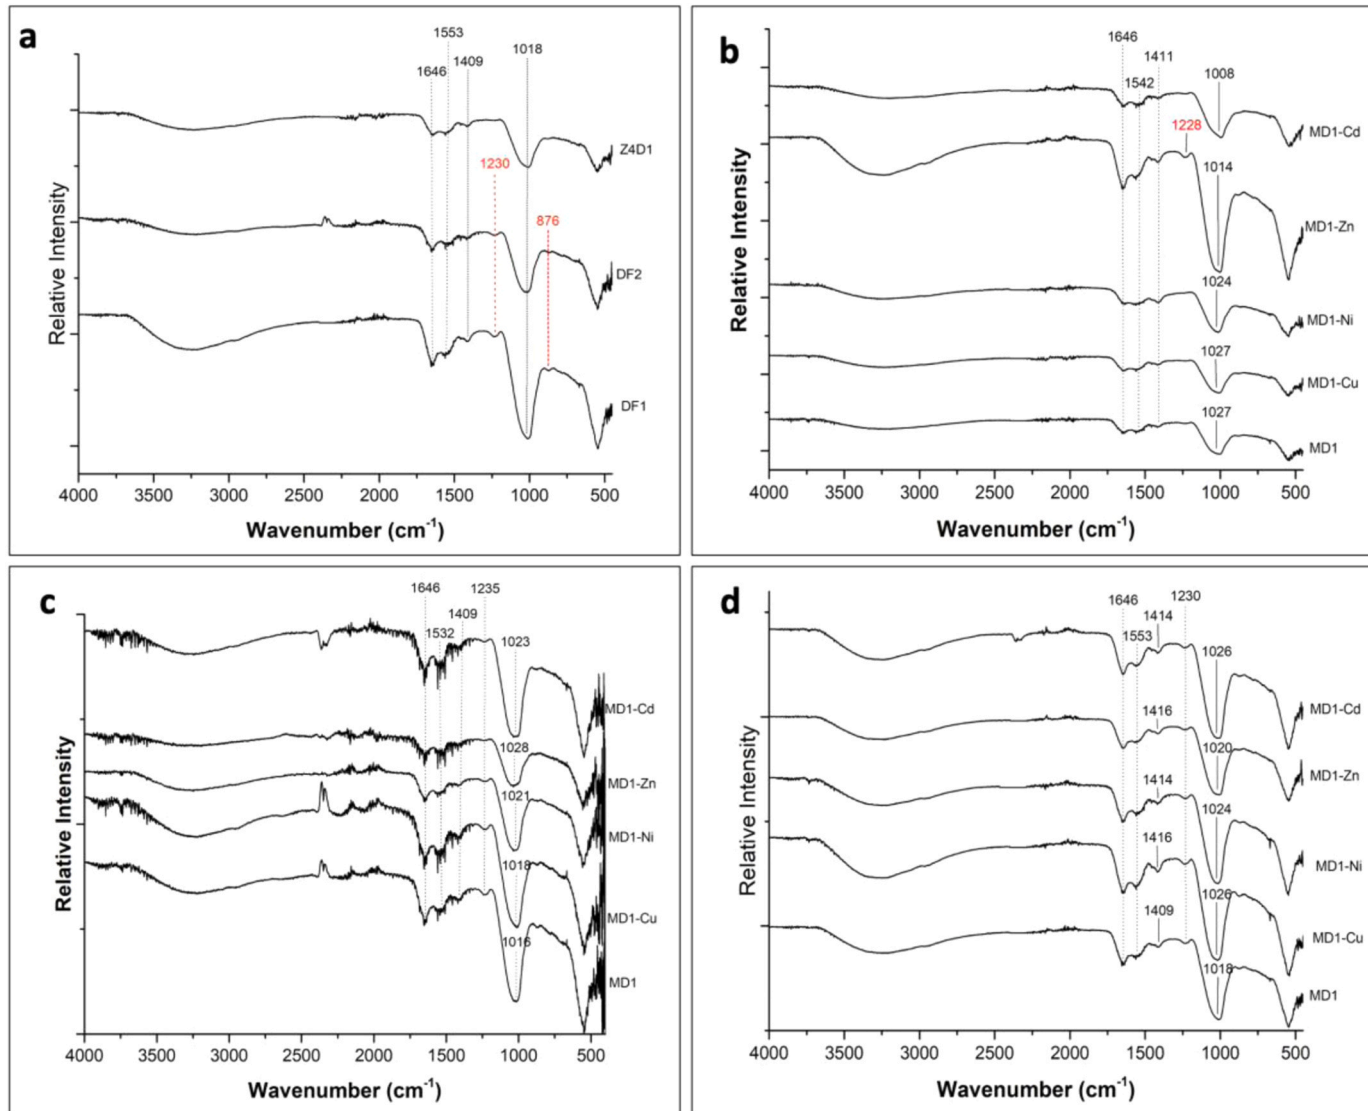 a
1553
1018
1646
1409
Z4D1
1230
876
DF2
DF1
Relative Intensity
4000
3500
3000
2500
2000
1500
1000
500
Wavenumber (cm⁻¹)
b
1646
1411
1542
1008
1228
MD1-Cd
1014
MD1-Zn
1024
MD1-Ni
1027
MD1-Cu
1027
MD1
Relative Intensity
4000
3500
3000
2500
2000
1500
1000
500
Wavenumber (cm⁻¹)
c
1646
1235
1409
1532
1023
MD1-Cd
1028
MD1-Zn
1021
MD1-Ni
1018
MD1-Cu
1016
MD1
Relative Intensity
4000
3500
3000
2500
2000
1500
1000
500
Wavenumber (cm⁻¹)
d
1646
1414
1230
1553
1026
MD1-Cd
1416
1020
MD1-Zn
1414
1024
MD1-Ni
1416
1026
MD1-Cu
1409
1018
MD1
Relative Intensity
4000
3500
3000
2500
2000
1500
1000
500
Wavenumber (cm⁻¹)